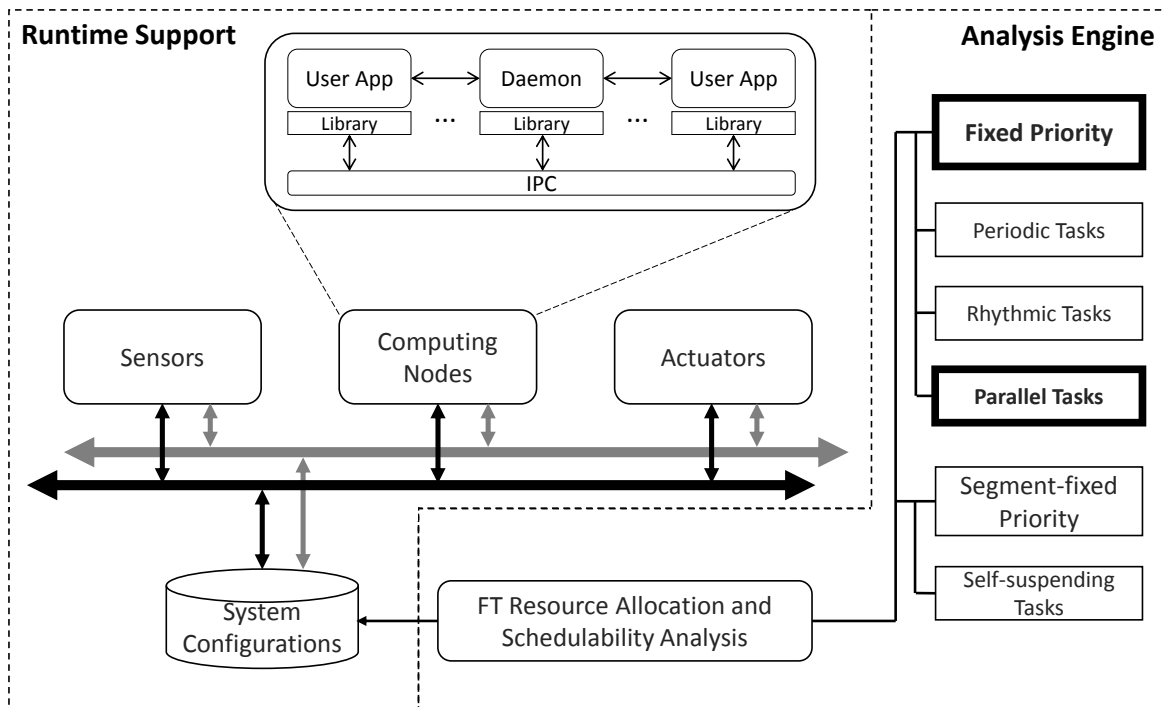 Runtime Support
Analysis Engine
User App
Daemon
User App
Library
...
Library
...
Library
IPC
Fixed Priority
Periodic Tasks
Rhythmic Tasks
Parallel Tasks
Sensors
Computing
Nodes
Actuators
Segment-fixed
Priority
Self-suspending
Tasks
System
Configurations
FT Resource Allocation and
Schedulability Analysis